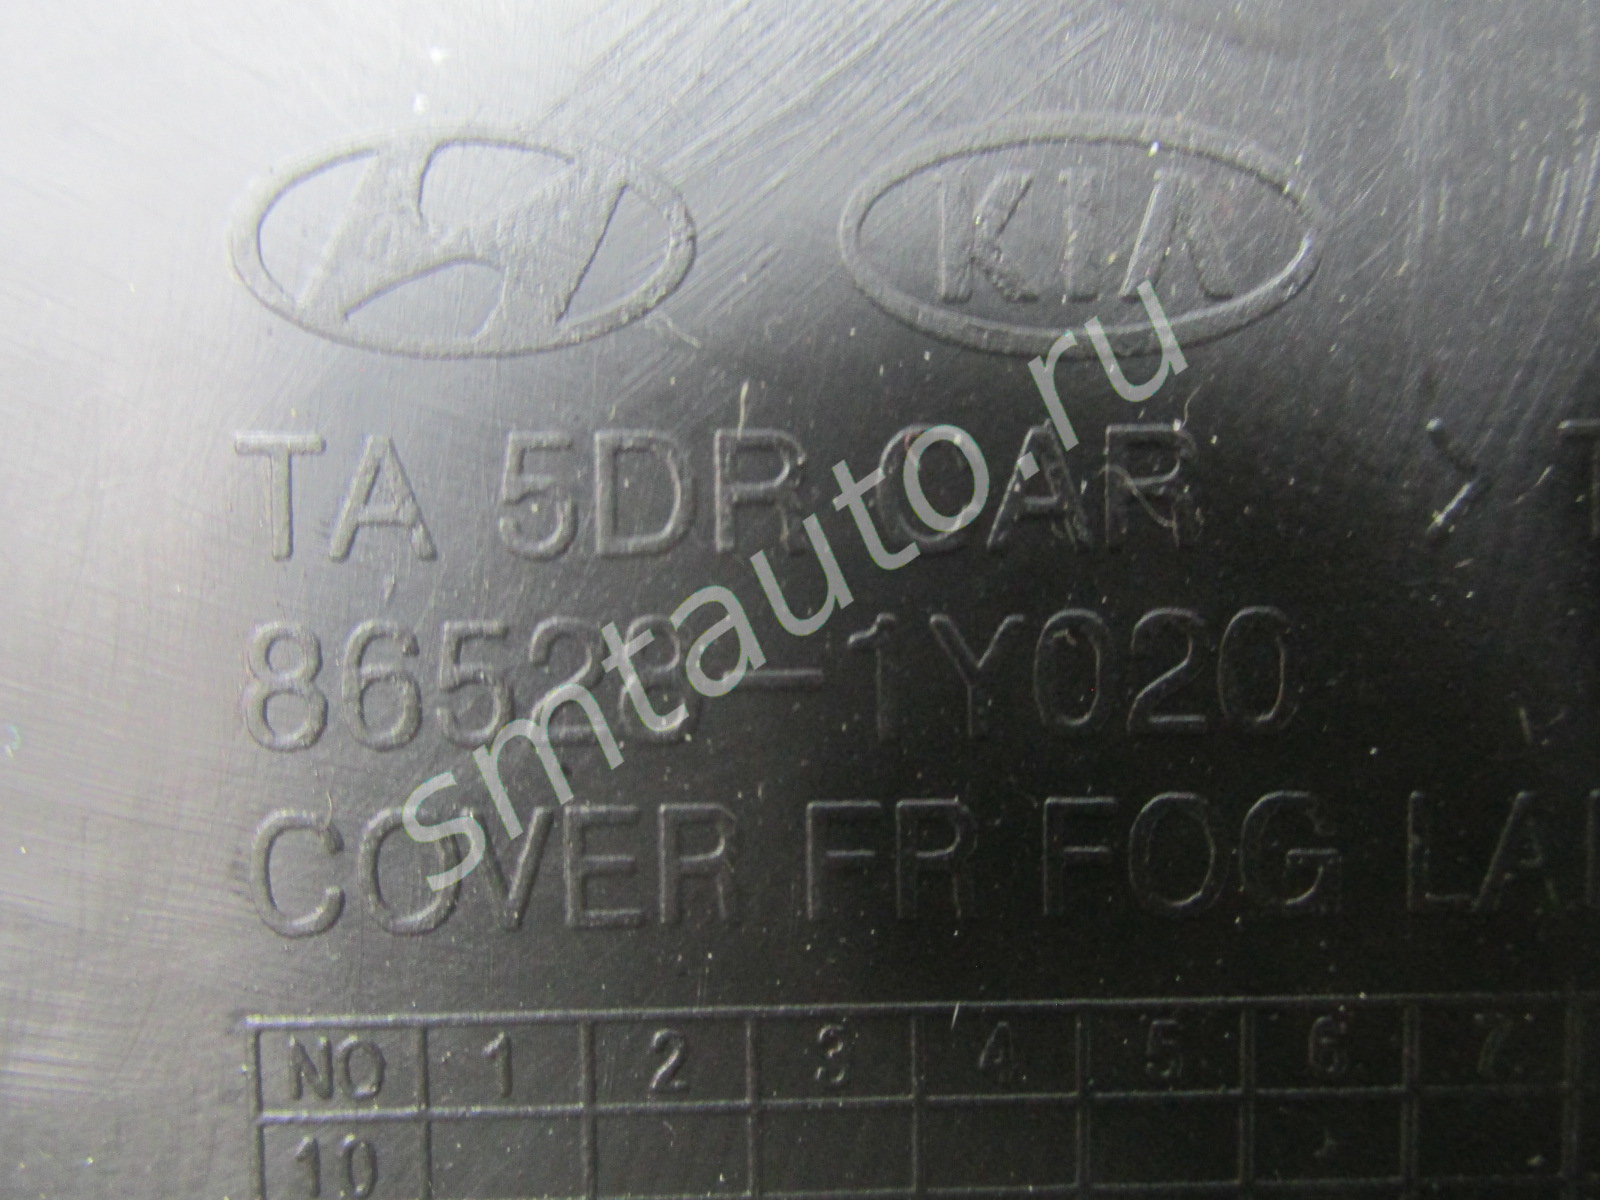 KIA
TA 5DR CAR
86528-1Y020
COVER FR FOG
NO 1 2 3 4 5 6 7
10
smtauto.ru